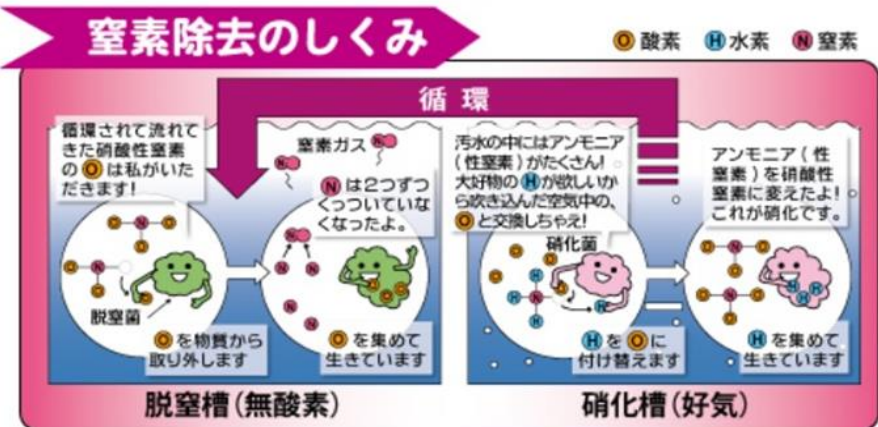 窒素除去のしくみ
O 酸素 H 水素 N 窒素
循環
循環されて流れて
きた硝酸性窒素
の O は私がいた
だきます!
脱窒菌
O を物質から
取り外します
窒素ガス
N は2つずつ
くっついていな
くなったよ。
O を集めて
生きています
汚水の中にはアンモニア
(性窒素)がたくさん!
大好物の H が欲しいか
ら吹き込んだ空気中の、
O と交換しちゃえ!
硝化菌
H を O に
付け替えます
アンモニア(性
窒素)を硝酸性
窒素に変えたよ!
これが硝化です。
H を集めて
生きています
脱窒槽(無酸素)
硝化槽(好気)